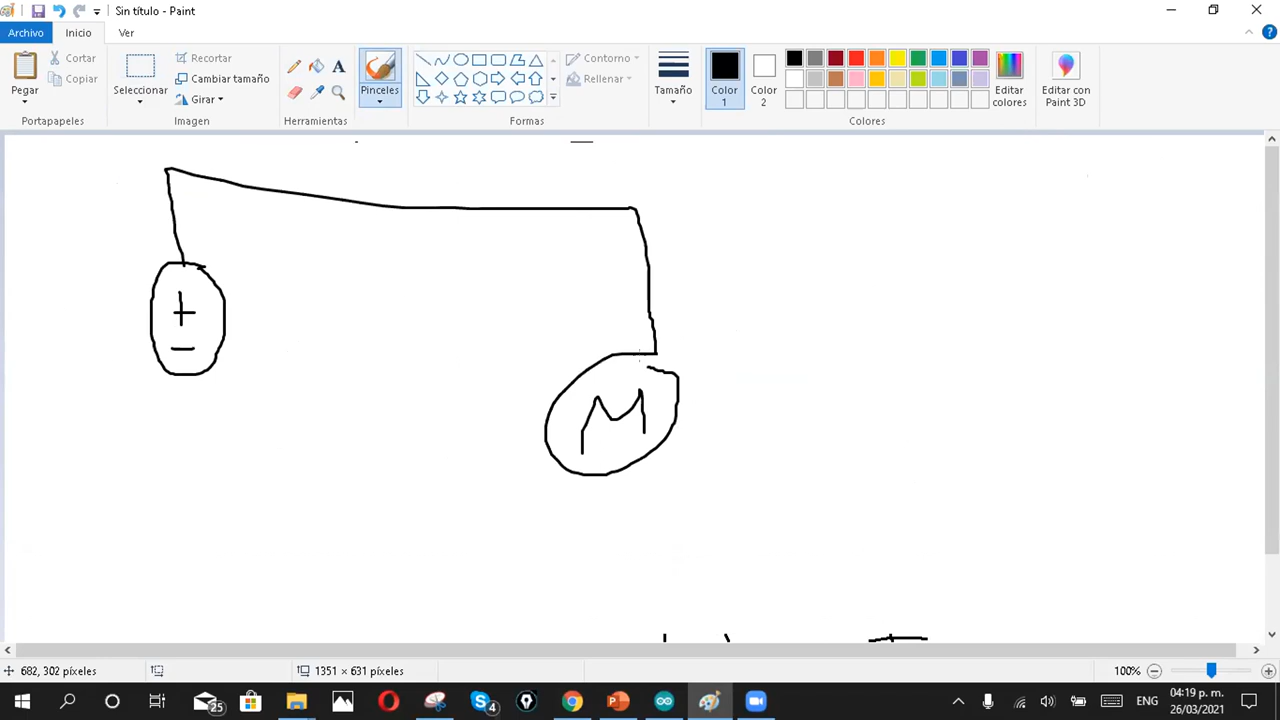 Sin título - Paint
Archivo Inicio Ver
Pegar
Cortar
Copiar
Portapapeles
Seleccionar
Recortar
Cambiar tamaño
Girar
Imagen
A
Herramientas
Pinceles
Contorno
Rellenar
Formas
Tamaño
Color 1
Color 2
Editar colores
Colores
Editar con Paint 3D
+
−
M
682, 302 píxeles
1351 × 631 píxeles
100%
25
S 4
ENG
04:19 p. m.
26/03/2021